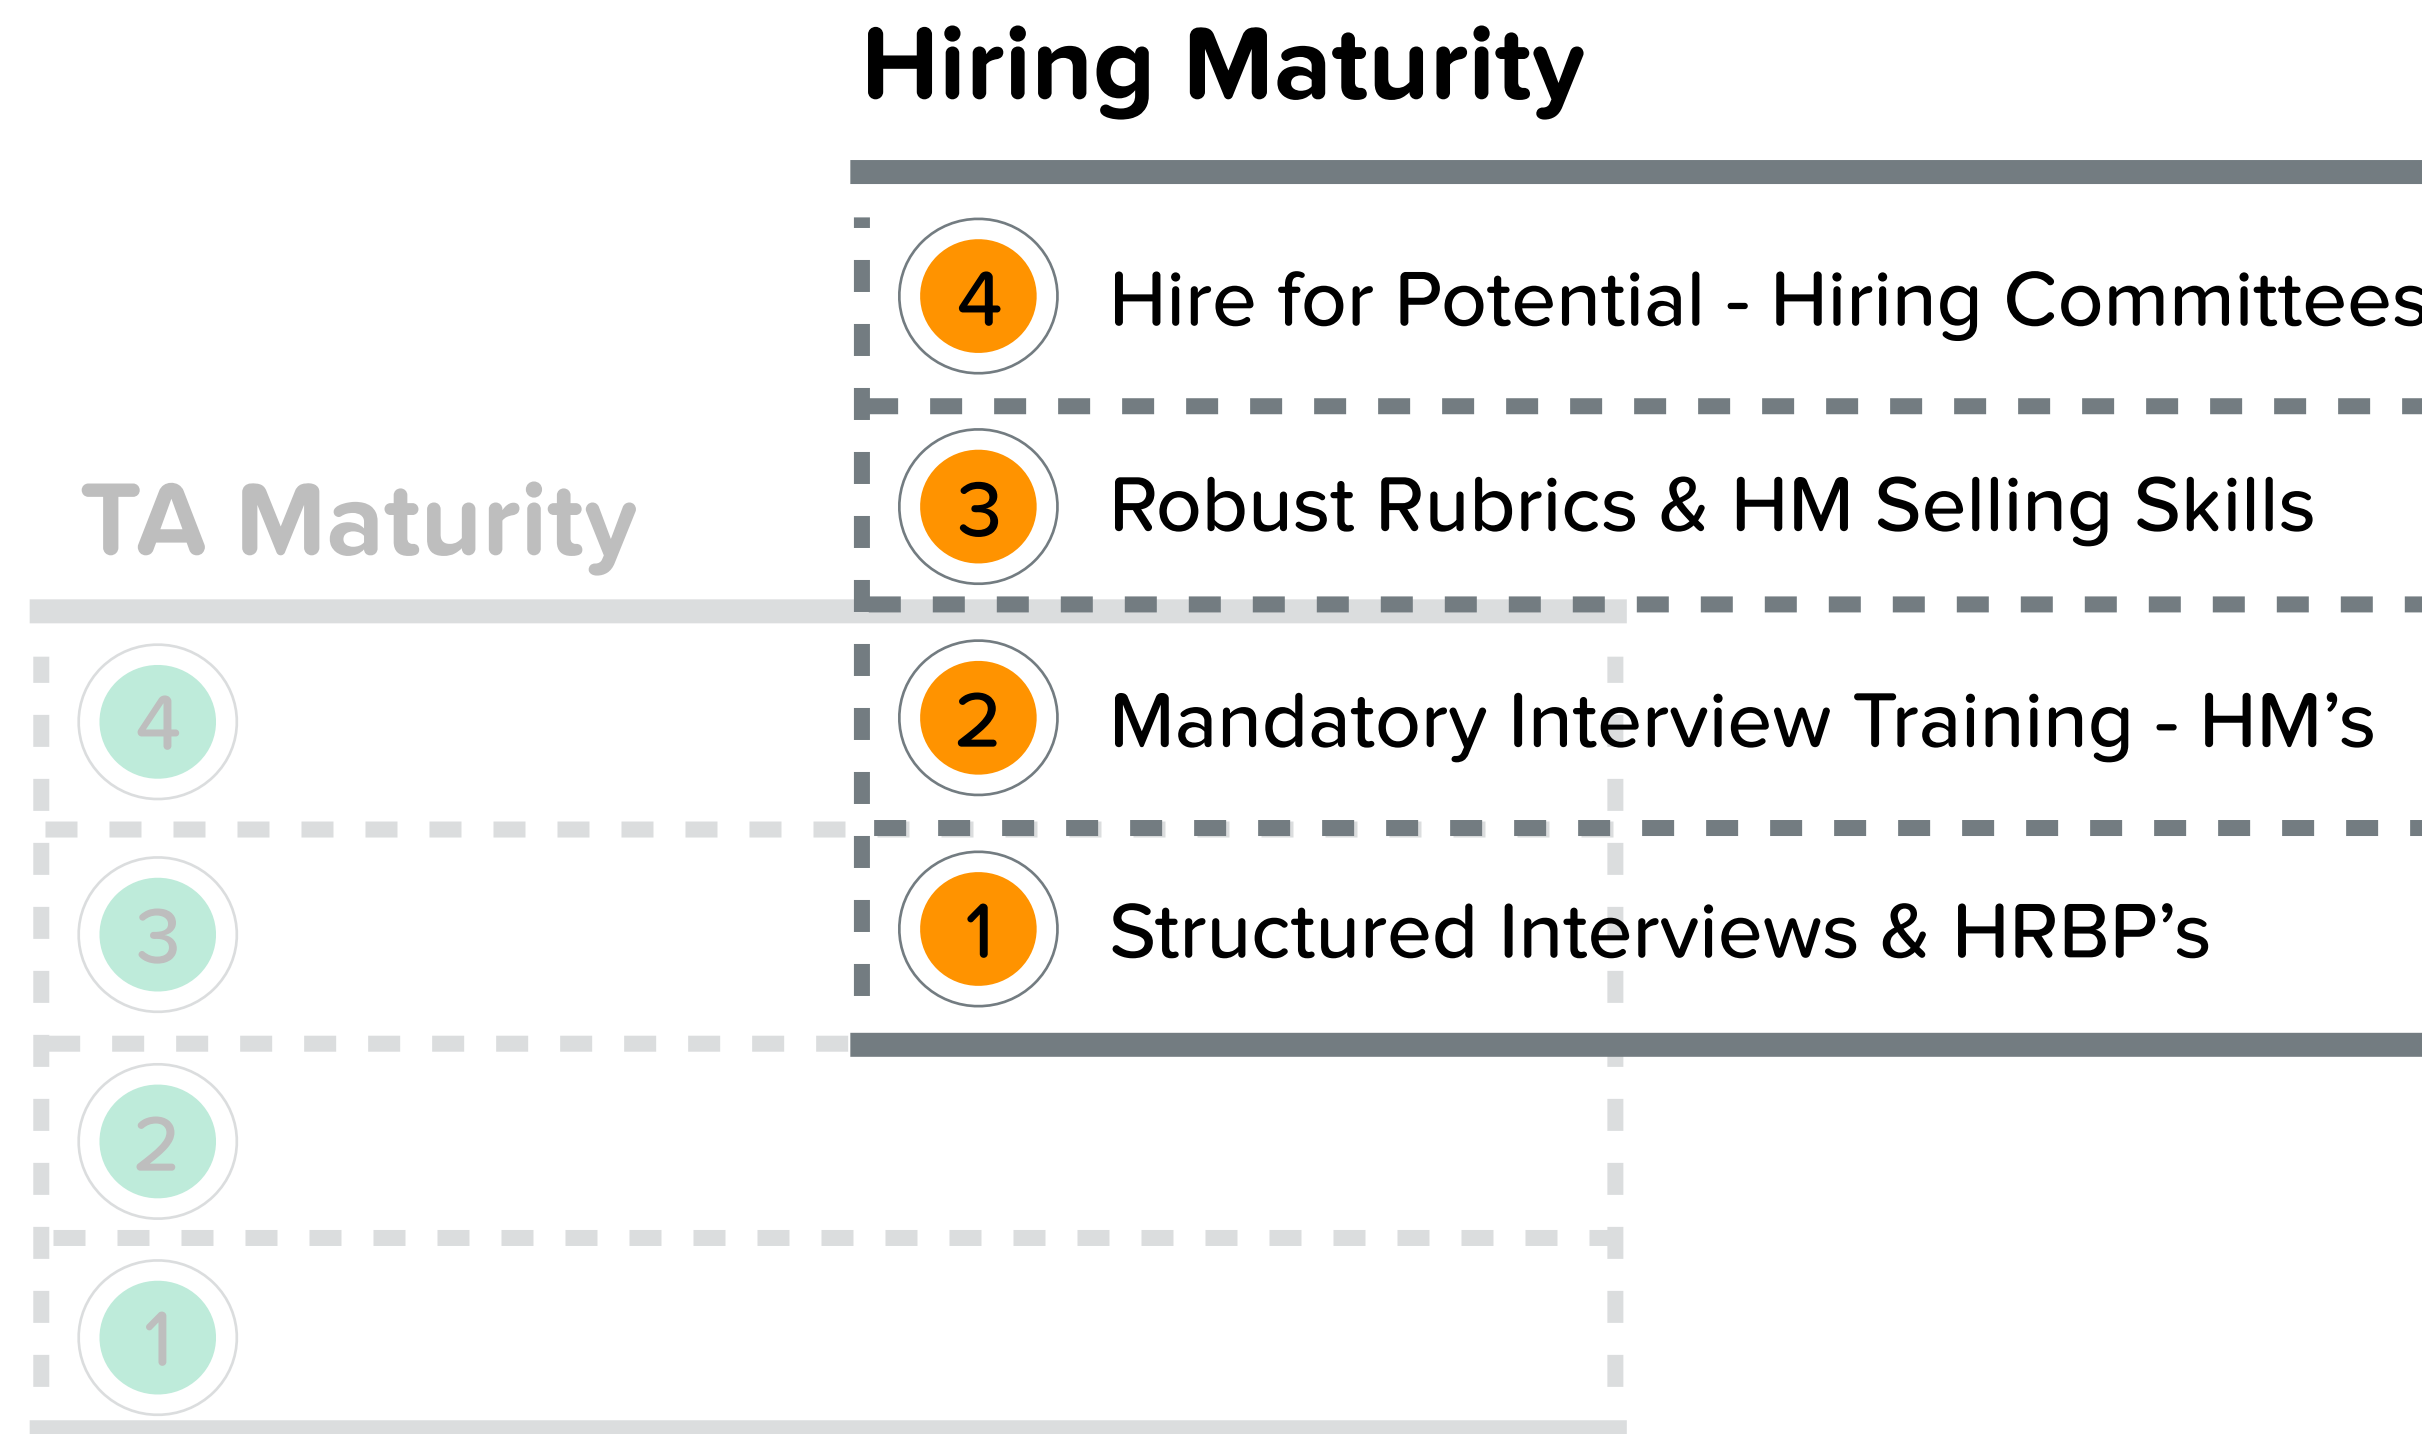 Hiring Maturity
4 Hire for Potential - Hiring Committees
3 Robust Rubrics & HM Selling Skills
2 Mandatory Interview Training - HM’s
1 Structured Interviews & HRBP’s
TA Maturity
4
3
2
1